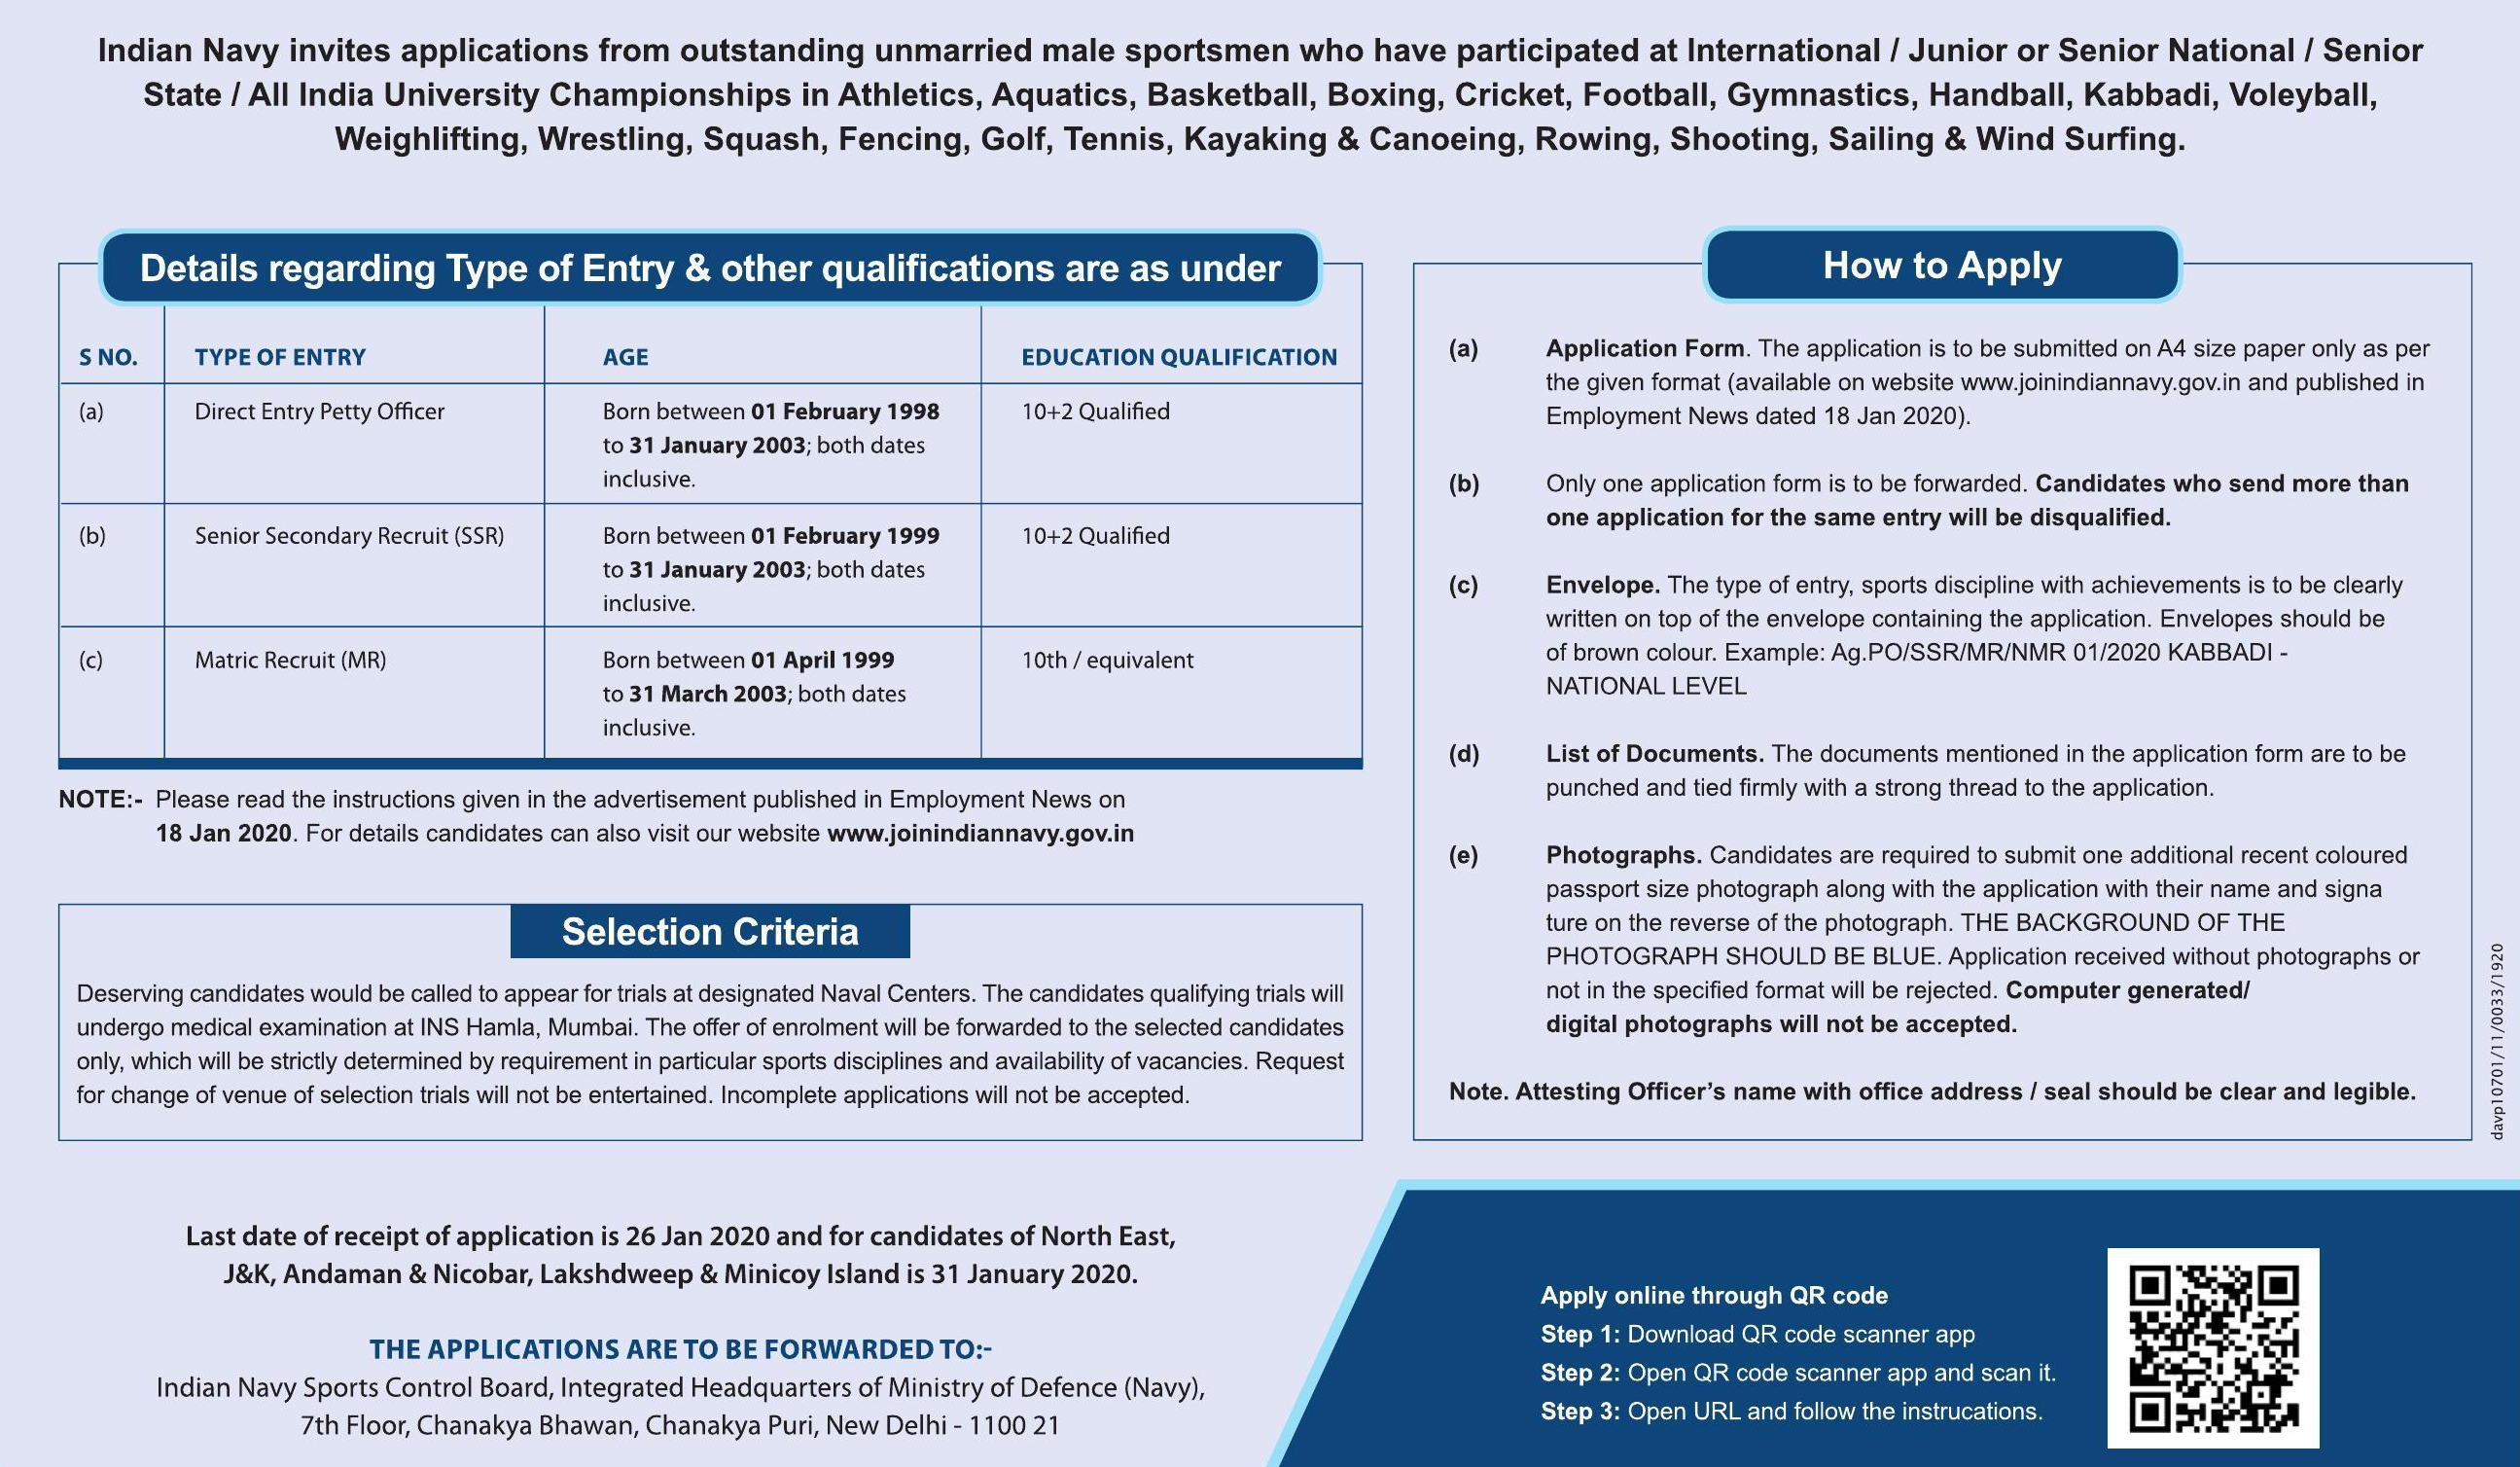 Indian Navy invites applications from outstanding unmarried male sportsmen who have participated at International / Junior or Senior National / Senior
State / All India University Championships in Athletics, Aquatics, Basketball, Boxing, Cricket, Football, Gymnastics, Handball, Kabbadi, Voleyball,
Weighlifting, Wrestling, Squash, Fencing, Golf, Tennis, Kayaking & Canoeing, Rowing, Shooting, Sailing & Wind Surfing.
Details regarding Type of Entry & other qualifications are as under
S NO. TYPE OF ENTRY AGE EDUCATION QUALIFICATION
(a) Direct Entry Petty Officer Born between 01 February 1998 10+2 Qualified
to 31 January 2003; both dates
inclusive.
(b) Senior Secondary Recruit (SSR) Born between 01 February 1999 10+2 Qualified
to 31 January 2003; both dates
inclusive.
(c) Matric Recruit (MR) Born between 01 April 1999 10th / equivalent
to 31 March 2003; both dates
inclusive.
NOTE:- Please read the instructions given in the advertisement published in Employment News on
18 Jan 2020. For details candidates can also visit our website www.joinindiannavy.gov.in
Selection Criteria
Deserving candidates would be called to appear for trials at designated Naval Centers. The candidates qualifying trials will
undergo medical examination at INS Hamla, Mumbai. The offer of enrolment will be forwarded to the selected candidates
only, which will be strictly determined by requirement in particular sports disciplines and availability of vacancies. Request
for change of venue of selection trials will not be entertained. Incomplete applications will not be accepted.
How to Apply
(a) Application Form. The application is to be submitted on A4 size paper only as per
the given format (available on website www.joinindiannavy.gov.in and published in
Employment News dated 18 Jan 2020).
(b) Only one application form is to be forwarded. Candidates who send more than
one application for the same entry will be disqualified.
(c) Envelope. The type of entry, sports discipline with achievements is to be clearly
written on top of the envelope containing the application. Envelopes should be
of brown colour. Example: Ag.PO/SSR/MR/NMR 01/2020 KABBADI -
NATIONAL LEVEL
(d) List of Documents. The documents mentioned in the application form are to be
punched and tied firmly with a strong thread to the application.
(e) Photographs. Candidates are required to submit one additional recent coloured
passport size photograph along with the application with their name and signa
ture on the reverse of the photograph. THE BACKGROUND OF THE
PHOTOGRAPH SHOULD BE BLUE. Application received without photographs or
not in the specified format will be rejected. Computer generated/
digital photographs will not be accepted.
Note. Attesting Officer's name with office address / seal should be clear and legible.
davp10701/11/0033/1920
Last date of receipt of application is 26 Jan 2020 and for candidates of North East,
J&K, Andaman & Nicobar, Lakshdweep & Minicoy Island is 31 January 2020.
THE APPLICATIONS ARE TO BE FORWARDED TO:-
Indian Navy Sports Control Board, Integrated Headquarters of Ministry of Defence (Navy),
7th Floor, Chanakya Bhawan, Chanakya Puri, New Delhi - 1100 21
Apply online through QR code
Step 1: Download QR code scanner app
Step 2: Open QR code scanner app and scan it.
Step 3: Open URL and follow the instrucations.